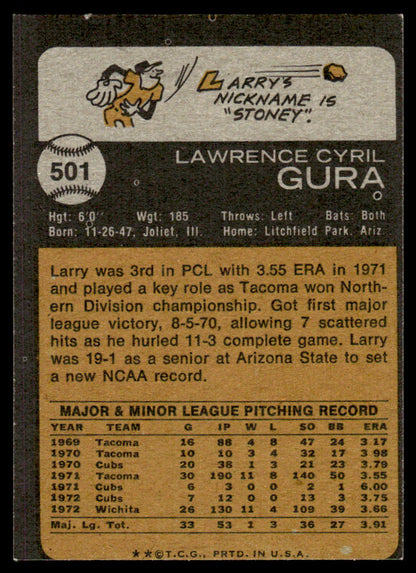 LARRY'S
NICKNAME IS
"STONEY".
501
LAWRENCE CYRIL
GURA
Hgt: 6'0" Wgt: 185 Throws: Left Bats: Both
Born: 11-26-47, Joliet, Ill. Home: Litchfield Park, Ariz
Larry was 3rd in PCL with 3.55 ERA in 1971
and played a key role as Tacoma won North-
ern Division championship. Got first major
league victory, 8-5-70, allowing 7 scattered
hits as he hurled 11-3 complete game. Larry
was 19-1 as a senior at Arizona State to set
a new NCAA record.
MAJOR & MINOR LEAGUE PITCHING RECORD
YEAR TEAM G IP W L SO BB ERA
1969 Tacoma 16 88 4 8 47 24 3.17
1970 Tacoma 10 10 3 4 32 17 3.98
1970 Cubs 20 38 1 3 21 23 3.79
1971 Tacoma 30 190 11 8 140 50 3.55
1971 Cubs 6 3 0 0 2 1 6.00
1972 Cubs 7 12 0 0 13 3 3.75
1972 Wichita 26 130 11 4 109 39 3.66
Maj. Lg. Tot. 33 53 1 3 36 27 3.91
★★©T.C.G., PRTD. IN U.S.A.